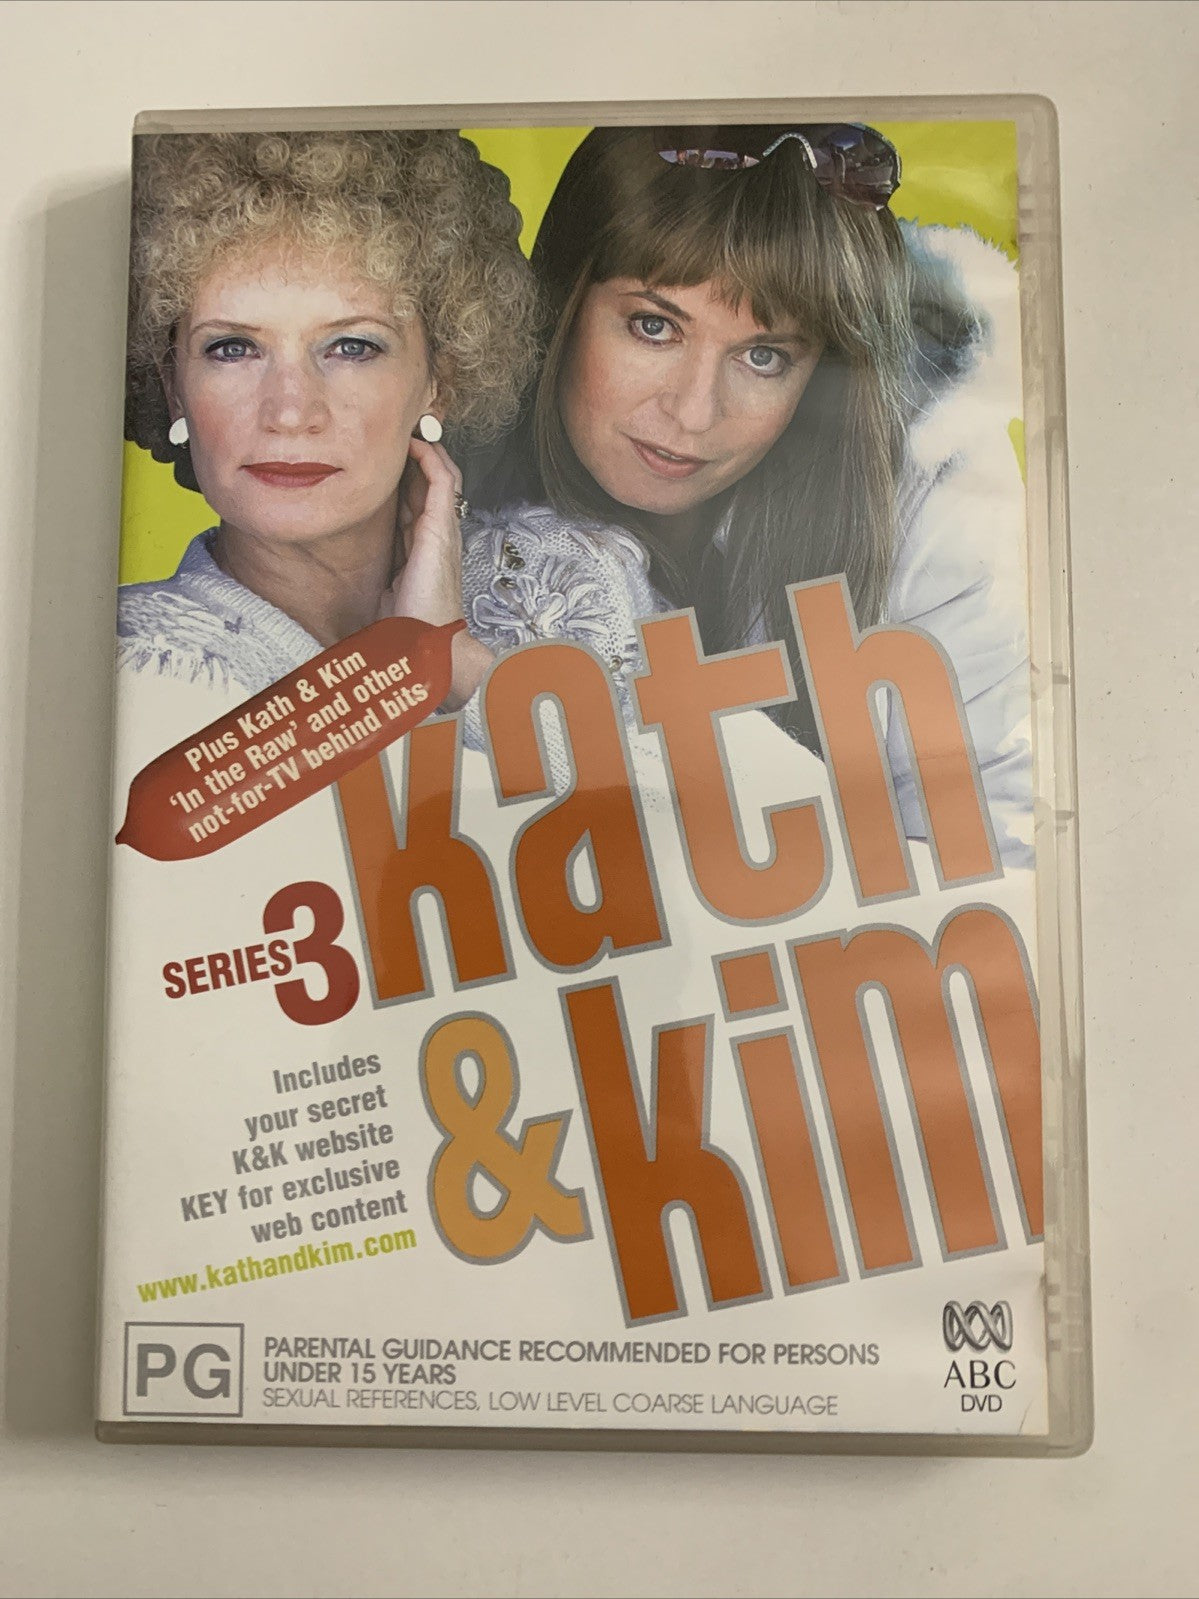 Plus Kath & Kim
'In the Raw' and other
not-for-TV behind bits
kath
SERIES 3
& kim
Includes
your secret
K&K website
KEY for exclusive
web content
www.kathandkim.com
PG
PARENTAL GUIDANCE RECOMMENDED FOR PERSONS
UNDER 15 YEARS
SEXUAL REFERENCES, LOW LEVEL COARSE LANGUAGE
ABC
DVD